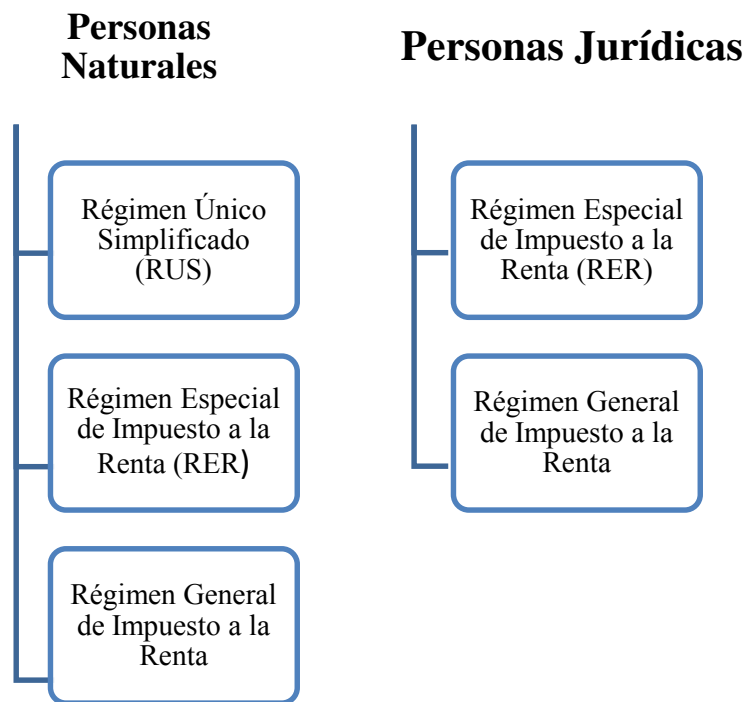 Personas
Naturales
Régimen Único
Simplificado
(RUS)
Régimen Especial
de Impuesto a la
Renta (RER)
Régimen General
de Impuesto a la
Renta
Personas Jurídicas
Régimen Especial
de Impuesto a la
Renta (RER)
Régimen General
de Impuesto a la
Renta